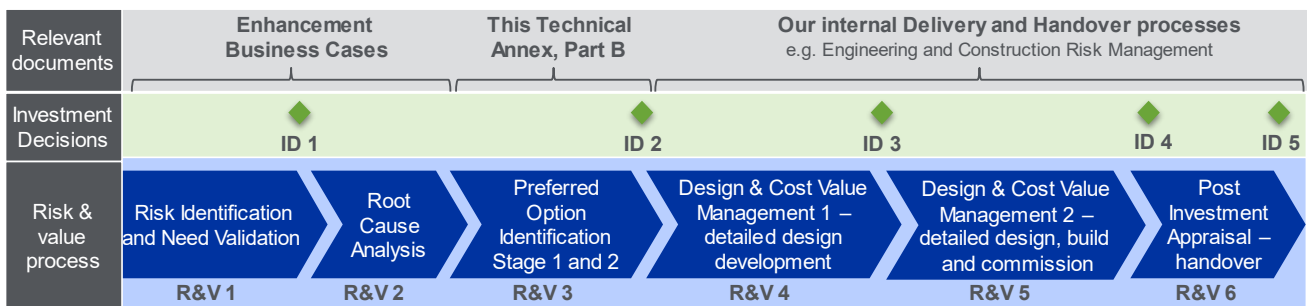 Relevant
documents
Enhancement
Business Cases
This Technical
Annex, Part B
Our internal Delivery and Handover processes
e.g. Engineering and Construction Risk Management
Investment
Decisions
ID 1
ID 2
ID 3
ID 4
ID 5
Risk &
value
process
Risk Identification
and Need Validation
Root
Cause
Analysis
Preferred
Option
Identification
Stage 1 and 2
Design & Cost Value
Management 1 –
detailed design
development
Design & Cost Value
Management 2 –
detailed design, build
and commission
Post
Investment
Appraisal –
handover
R&V 1
R&V 2
R&V 3
R&V 4
R&V 5
R&V 6